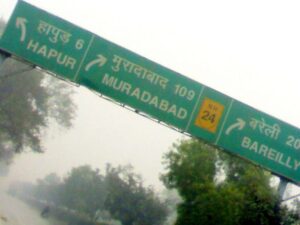 हापुड़ 6
HAPUR
मुरादाबाद 109
MURADABAD
NH
24
बरेली 20
BAREILLY